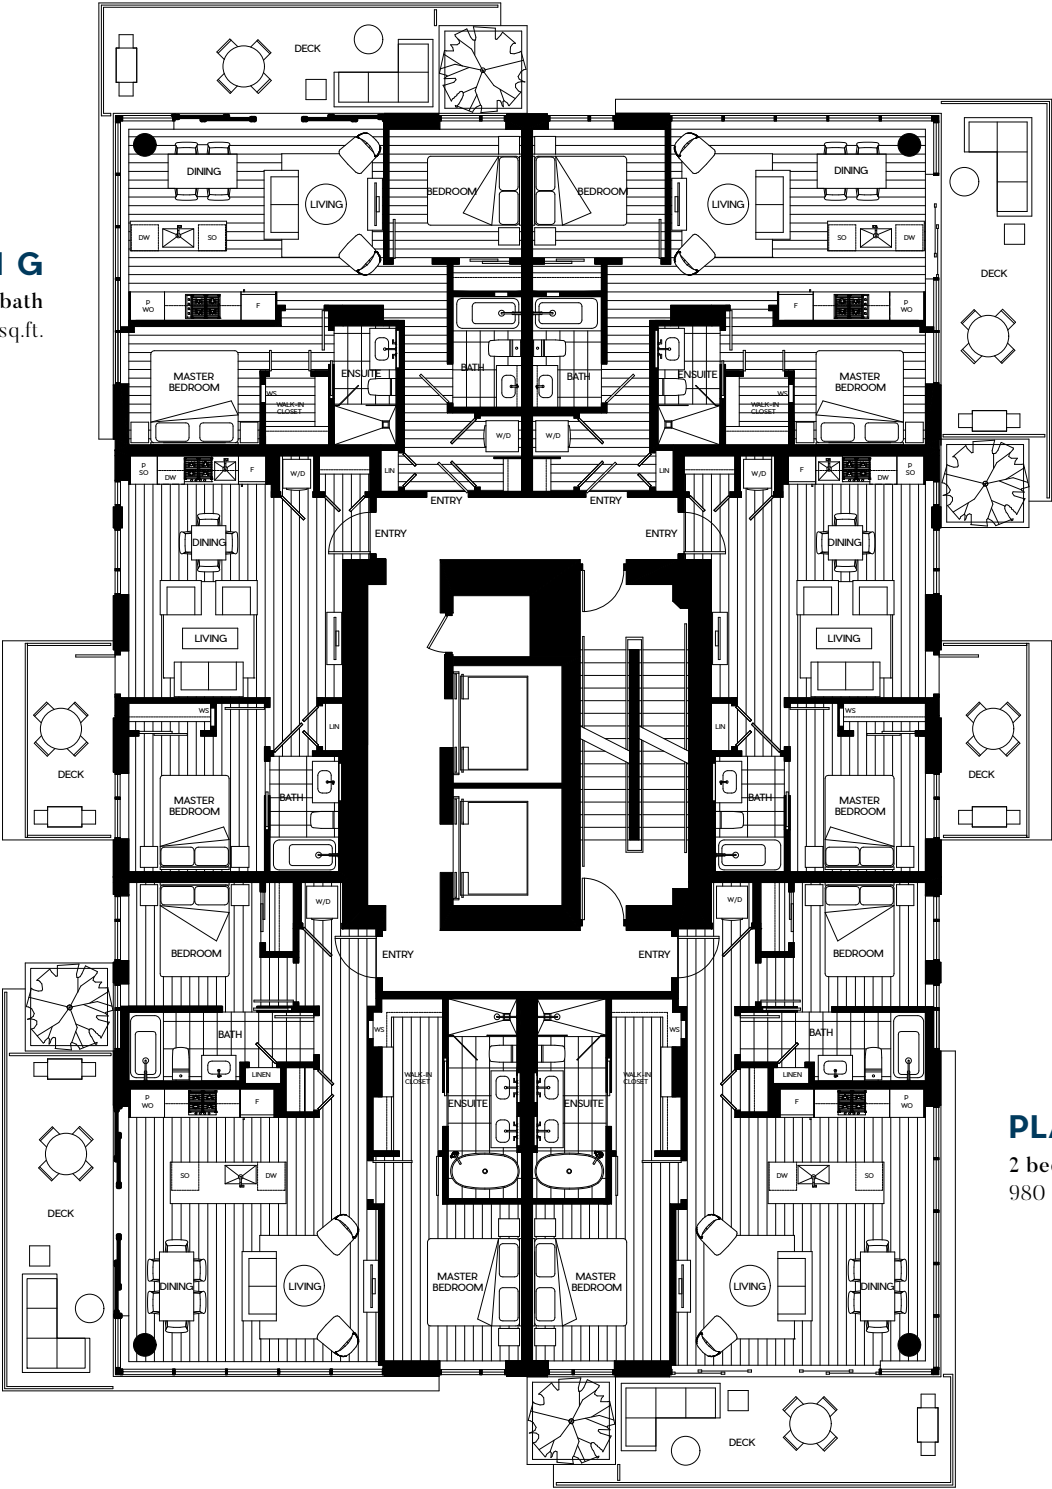 DECK
DINING
LIVING
BEDROOM
BEDROOM
LIVING
DINING
DW
SO
SO
DW
G
bath
sq.ft.
DECK
P
WO
F
F
P
WO
MASTER
BEDROOM
WS
WALK-IN
CLOSET
ENSUITE
BATH
BATH
ENSUITE
WS
WALK-IN
CLOSET
MASTER
BEDROOM
W/D
W/D
P
SO
DW
F
W/D
LIN
LIN
W/D
F
DW
P
SO
ENTRY
ENTRY
ENTRY
ENTRY
DINING
DINING
LIVING
LIVING
WS
LIN
LIN
WS
DECK
DECK
MASTER
BEDROOM
BATH
BATH
MASTER
BEDROOM
W/D
W/D
BEDROOM
ENTRY
ENTRY
BEDROOM
BATH
WS
WS
BATH
LINEN
WALK-IN
CLOSET
WALK-IN
CLOSET
LINEN
P
WO
F
ENSUITE
ENSUITE
F
P
WO
PLA
2 bed
980
SO
DW
DW
SO
DECK
DINING
LIVING
MASTER
BEDROOM
MASTER
BEDROOM
LIVING
DINING
DECK